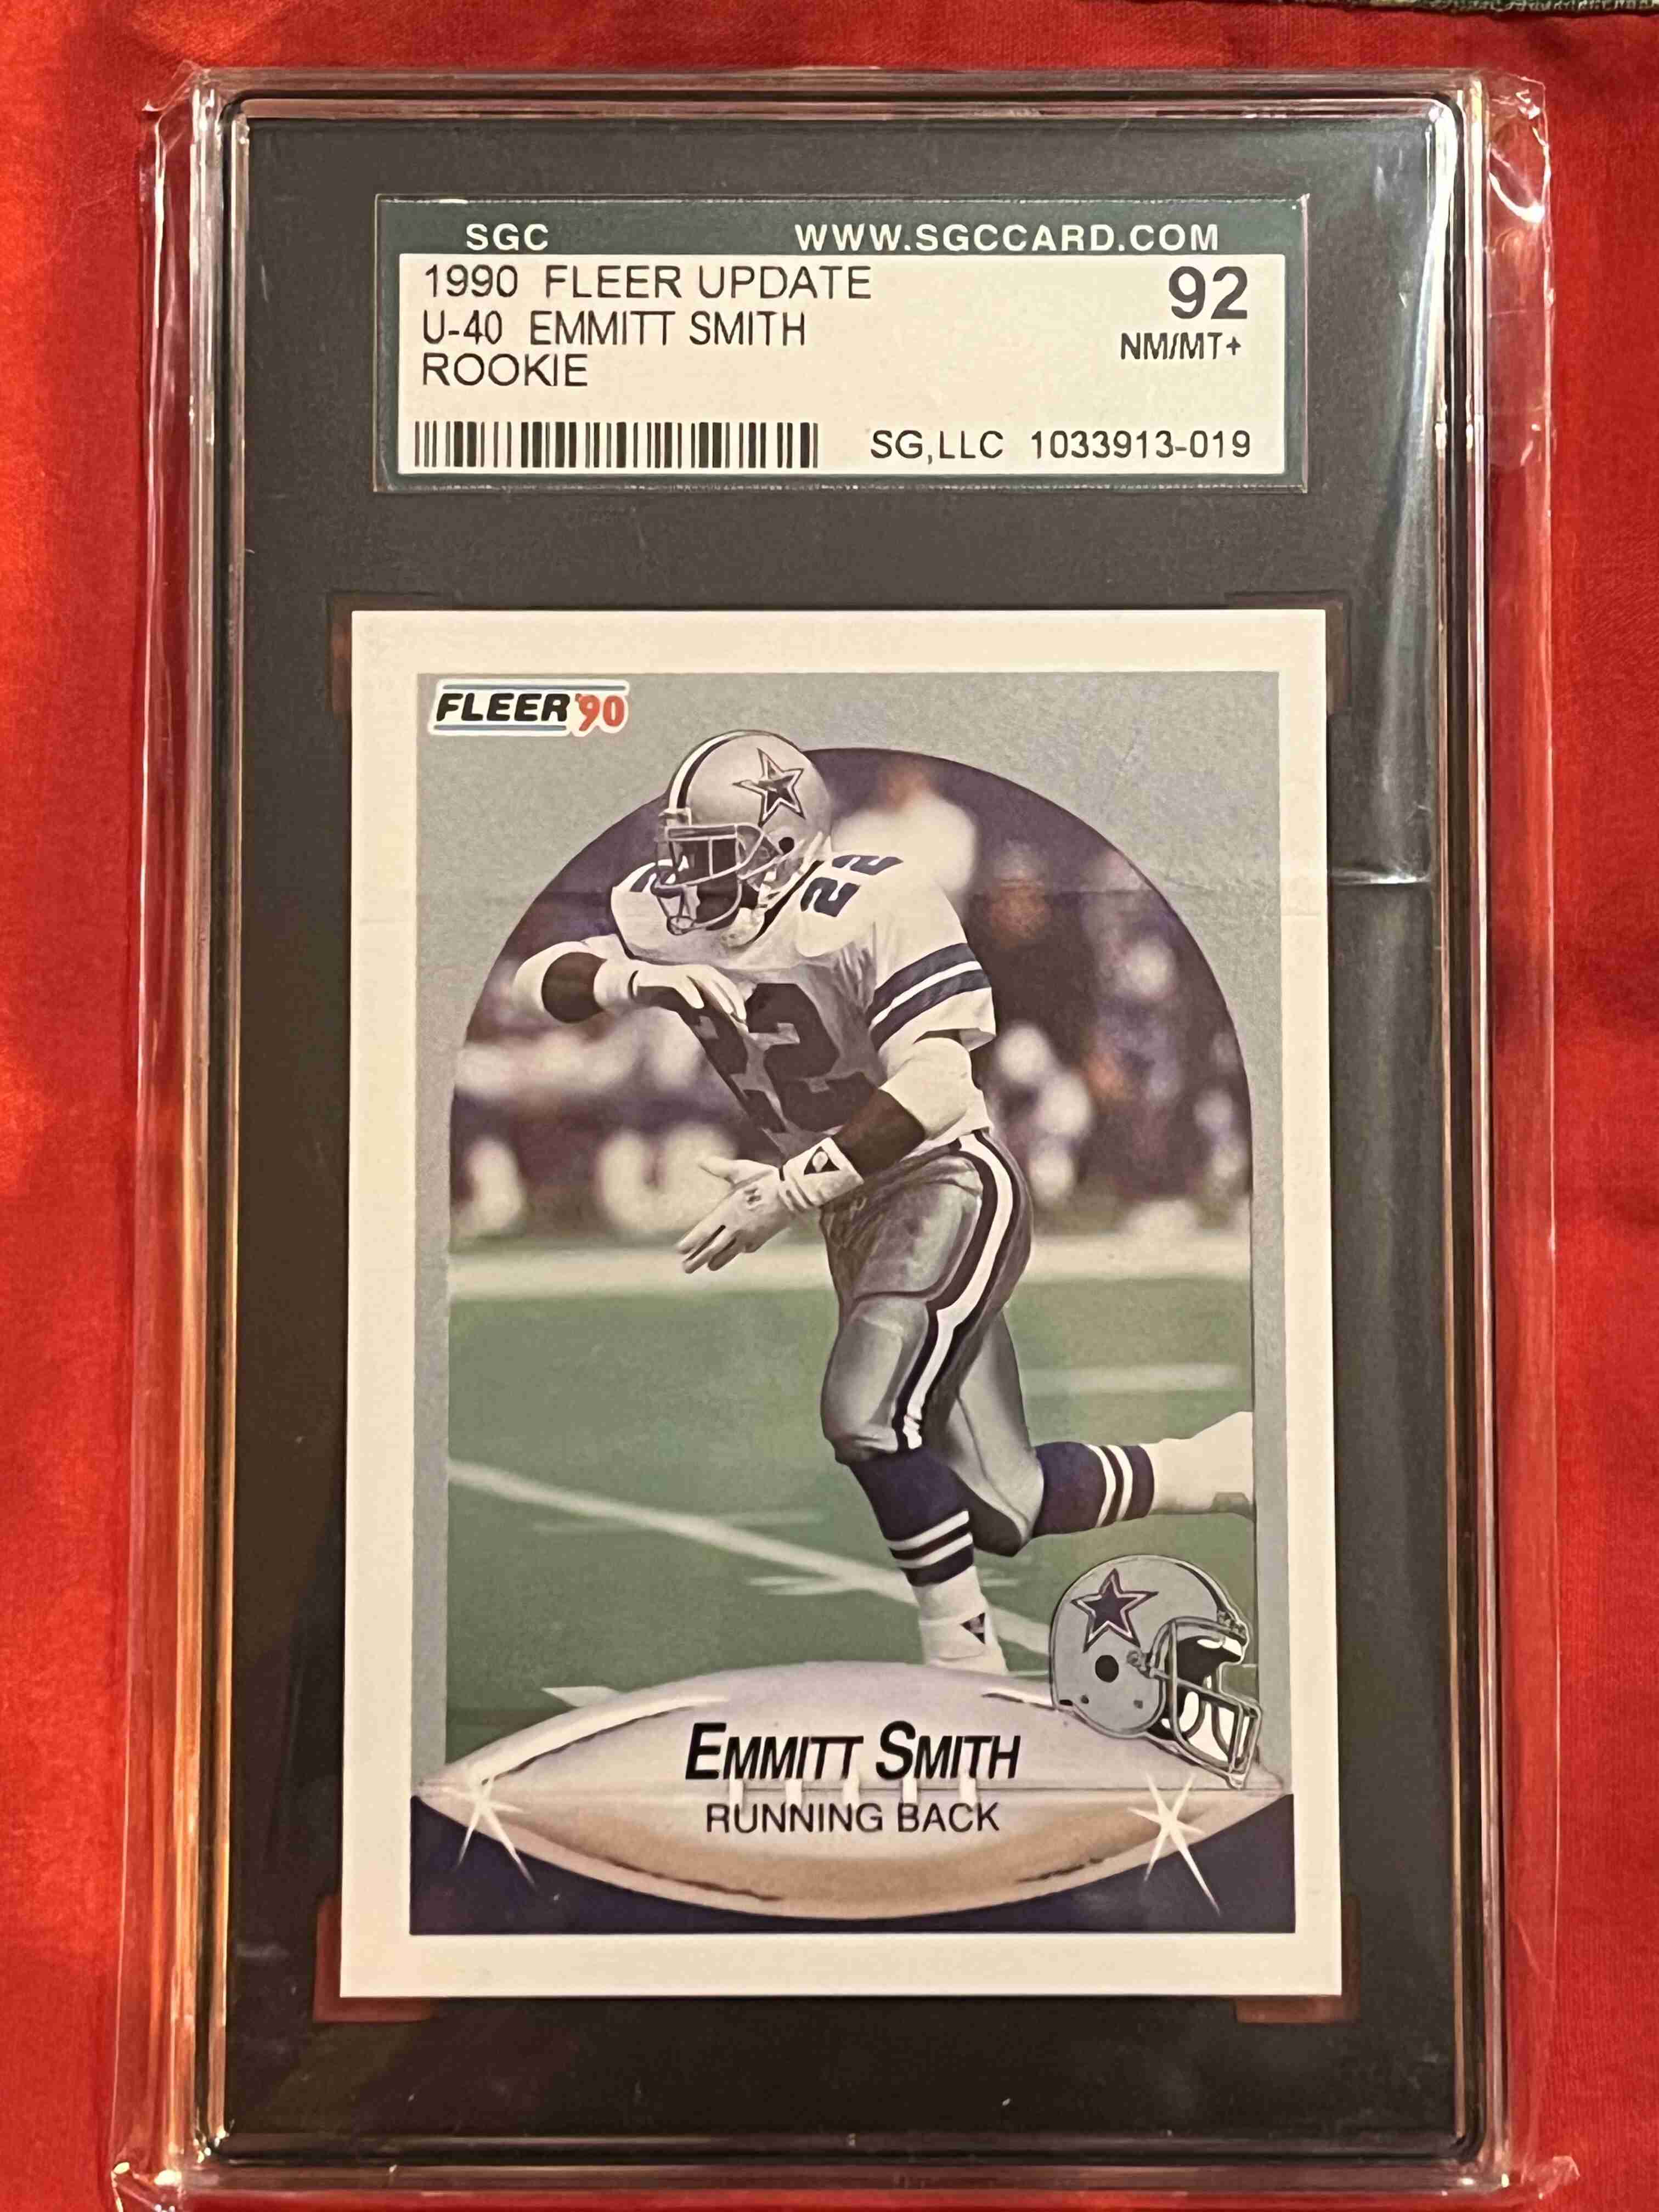 SGC WWW.SGCCARD.COM
1990 FLEER UPDATE 92
U-40 EMMITT SMITH NM/MT+
ROOKIE
SG,LLC 1033913-019
FLEER '90
22
22
EMMITT SMITH
RUNNING BACK